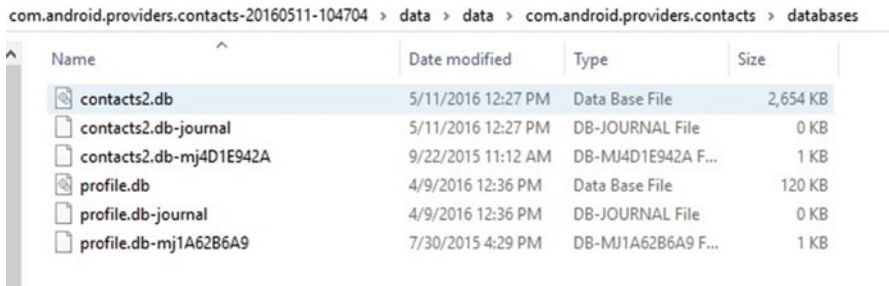 com.android.providers.contacts-20160511-104704 > data > data > com.android.providers.contacts > databases
Name Date modified Type Size
contacts2.db 5/11/2016 12:27 PM Data Base File 2,654 KB
contacts2.db-journal 5/11/2016 12:27 PM DB-JOURNAL File 0 KB
contacts2.db-mj4D1E942A 9/22/2015 11:12 AM DB-MJ4D1E942A F... 1 KB
profile.db 4/9/2016 12:36 PM Data Base File 120 KB
profile.db-journal 4/9/2016 12:36 PM DB-JOURNAL File 0 KB
profile.db-mj1A62B6A9 7/30/2015 4:29 PM DB-MJ1A62B6A9 F... 1 KB